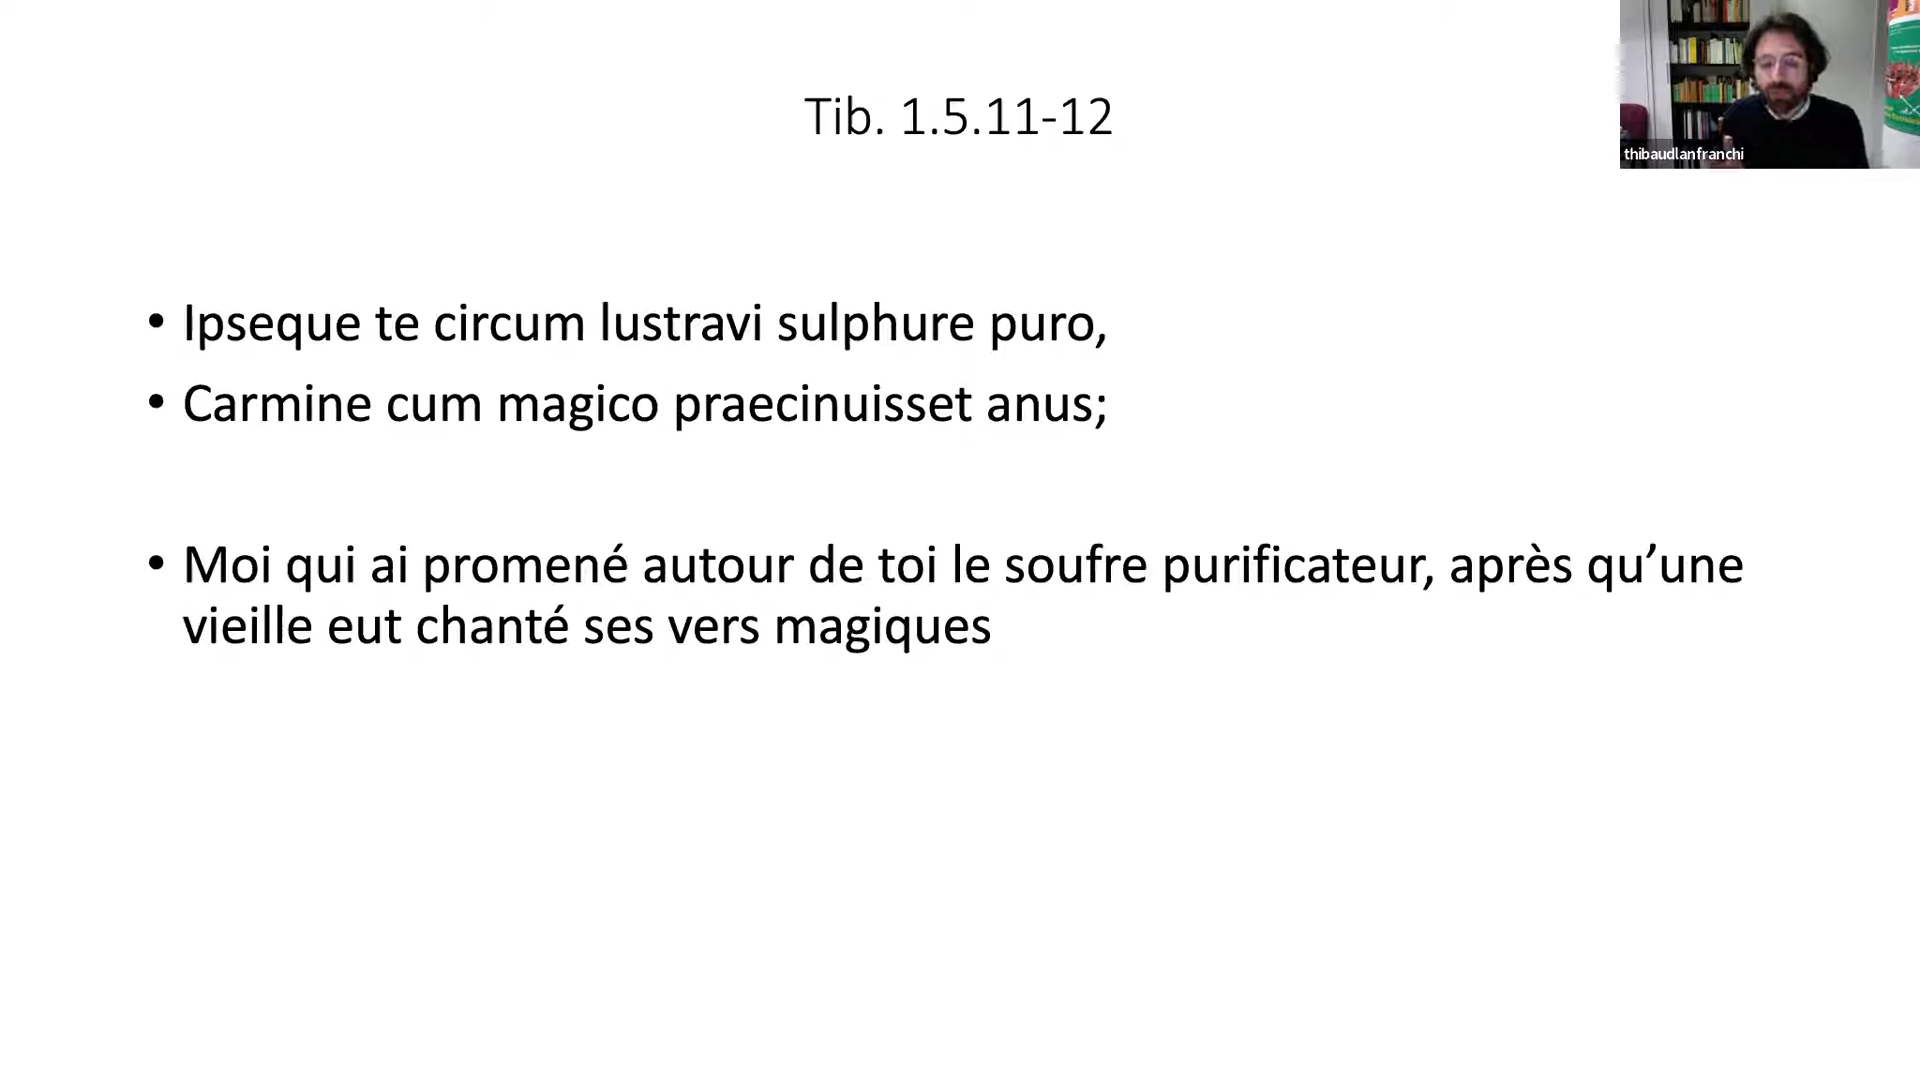 Tib. 1.5.11-12
thibaudlanfranchi
• Ipseque te circum lustravi sulphure puro,
• Carmine cum magico praecinuisset anus;
• Moi qui ai promené autour de toi le soufre purificateur, après qu’une
vieille eut chanté ses vers magiques